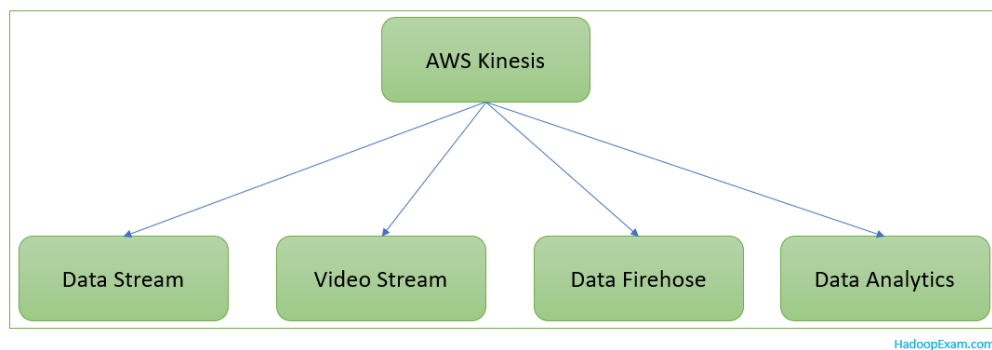 AWS Kinesis
Data Stream
Video Stream
Data Firehose
Data Analytics
HadoopExam.com